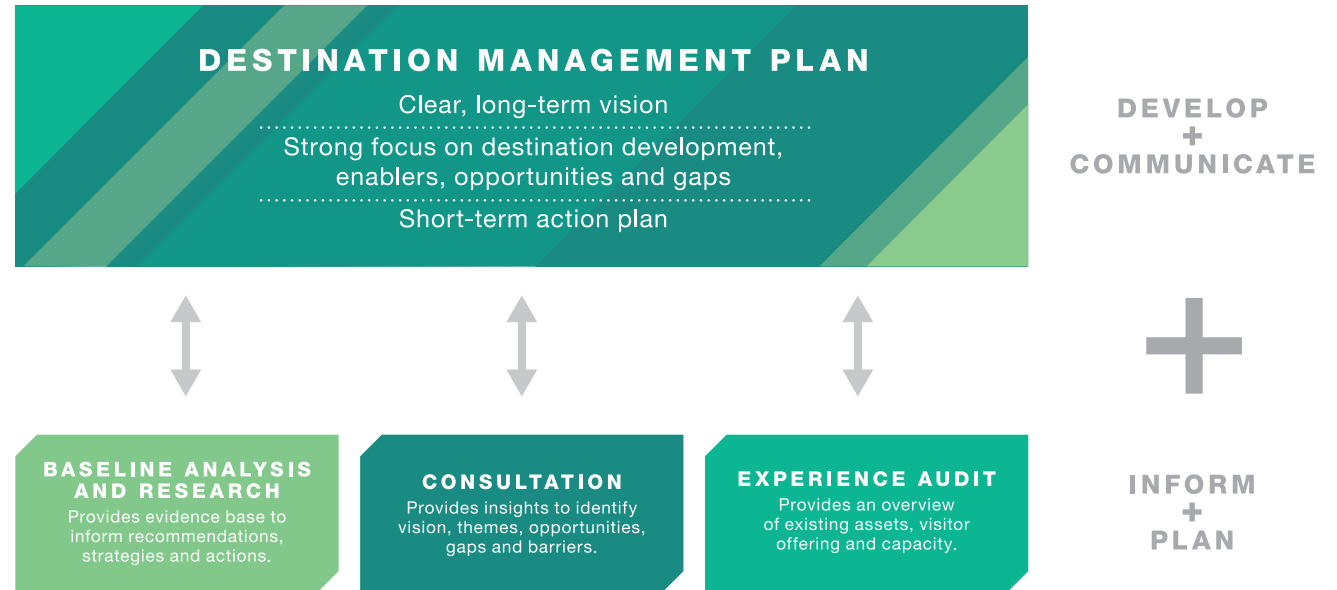 DESTINATION MANAGEMENT PLAN
Clear, long-term vision
Strong focus on destination development,
enablers, opportunities and gaps
Short-term action plan
DEVELOP
+
COMMUNICATE
+
BASELINE ANALYSIS
AND RESEARCH
Provides evidence base to
inform recommendations,
strategies and actions.
CONSULTATION
Provides insights to identify
vision, themes, opportunities,
gaps and barriers.
EXPERIENCE AUDIT
Provides an overview
of existing assets, visitor
offering and capacity.
INFORM
+
PLAN